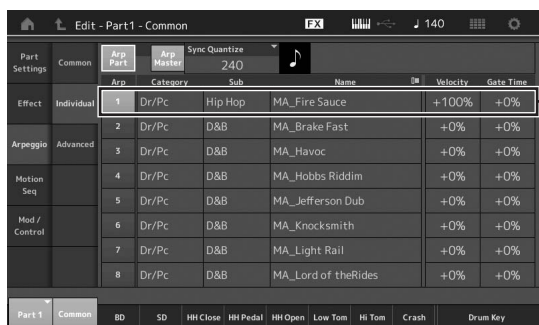 Edit - Part1 - Common FX ♩ 140
Part Settings Common Arp Part Arp Master Sync Quantize 240 ♪
Arp Category Sub Name Velocity Gate Time
Effect Individual 1 Dr/Pc Hip Hop MA_Fire Sauce +100% +0%
2 Dr/Pc D&B MA_Brake Fast +0% +0%
Arpeggio Advanced 3 Dr/Pc D&B MA_Havoc +0% +0%
Motion Seq 4 Dr/Pc D&B MA_Hobbs Riddim +0% +0%
5 Dr/Pc D&B MA_Jefferson Dub +0% +0%
Mod / Control 6 Dr/Pc D&B MA_Knocksmith +0% +0%
7 Dr/Pc D&B MA_Light Rail +0% +0%
8 Dr/Pc D&B MA_Lord of theRides +0% +0%
Part 1 Common BD SD HH Close HH Pedal HH Open Low Tom Hi Tom Crash Drum Key